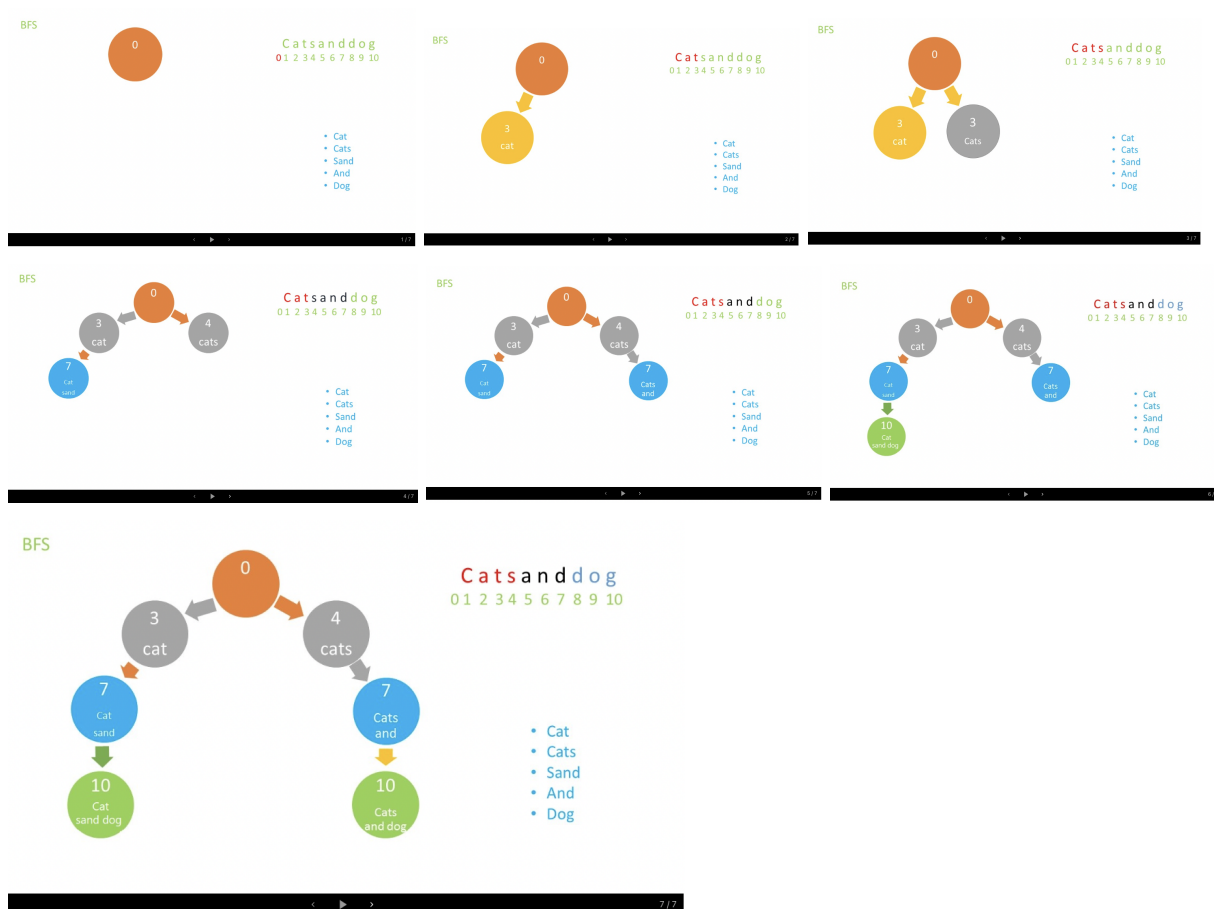 BFS
0
C a t s a n d d o g
0 1 2 3 4 5 6 7 8 9 10
• Cat
• Cats
• Sand
• And
• Dog
1 / 7
BFS
0
C a t s a n d d o g
0 1 2 3 4 5 6 7 8 9 10
3
cat
• Cat
• Cats
• Sand
• And
• Dog
2 / 7
BFS
0
C a t s a n d d o g
0 1 2 3 4 5 6 7 8 9 10
3
cat
3
Cats
• Cat
• Cats
• Sand
• And
• Dog
3 / 7
BFS
0
C a t s a n d d o g
0 1 2 3 4 5 6 7 8 9 10
3
cat
4
cats
7
Cat
sand
• Cat
• Cats
• Sand
• And
• Dog
4 / 7
BFS
0
C a t s a n d d o g
0 1 2 3 4 5 6 7 8 9 10
3
cat
4
cats
7
Cat
sand
7
Cats
and
• Cat
• Cats
• Sand
• And
• Dog
5 / 7
BFS
0
C a t s a n d d o g
0 1 2 3 4 5 6 7 8 9 10
3
cat
4
cats
7
Cat
sand
7
Cats
and
10
Cat
sand dog
• Cat
• Cats
• Sand
• And
• Dog
6 /
BFS
0
C a t s a n d d o g
0 1 2 3 4 5 6 7 8 9 10
3
cat
4
cats
7
Cat
sand
7
Cats
and
10
Cat
sand dog
10
Cats
and dog
• Cat
• Cats
• Sand
• And
• Dog
7 / 7